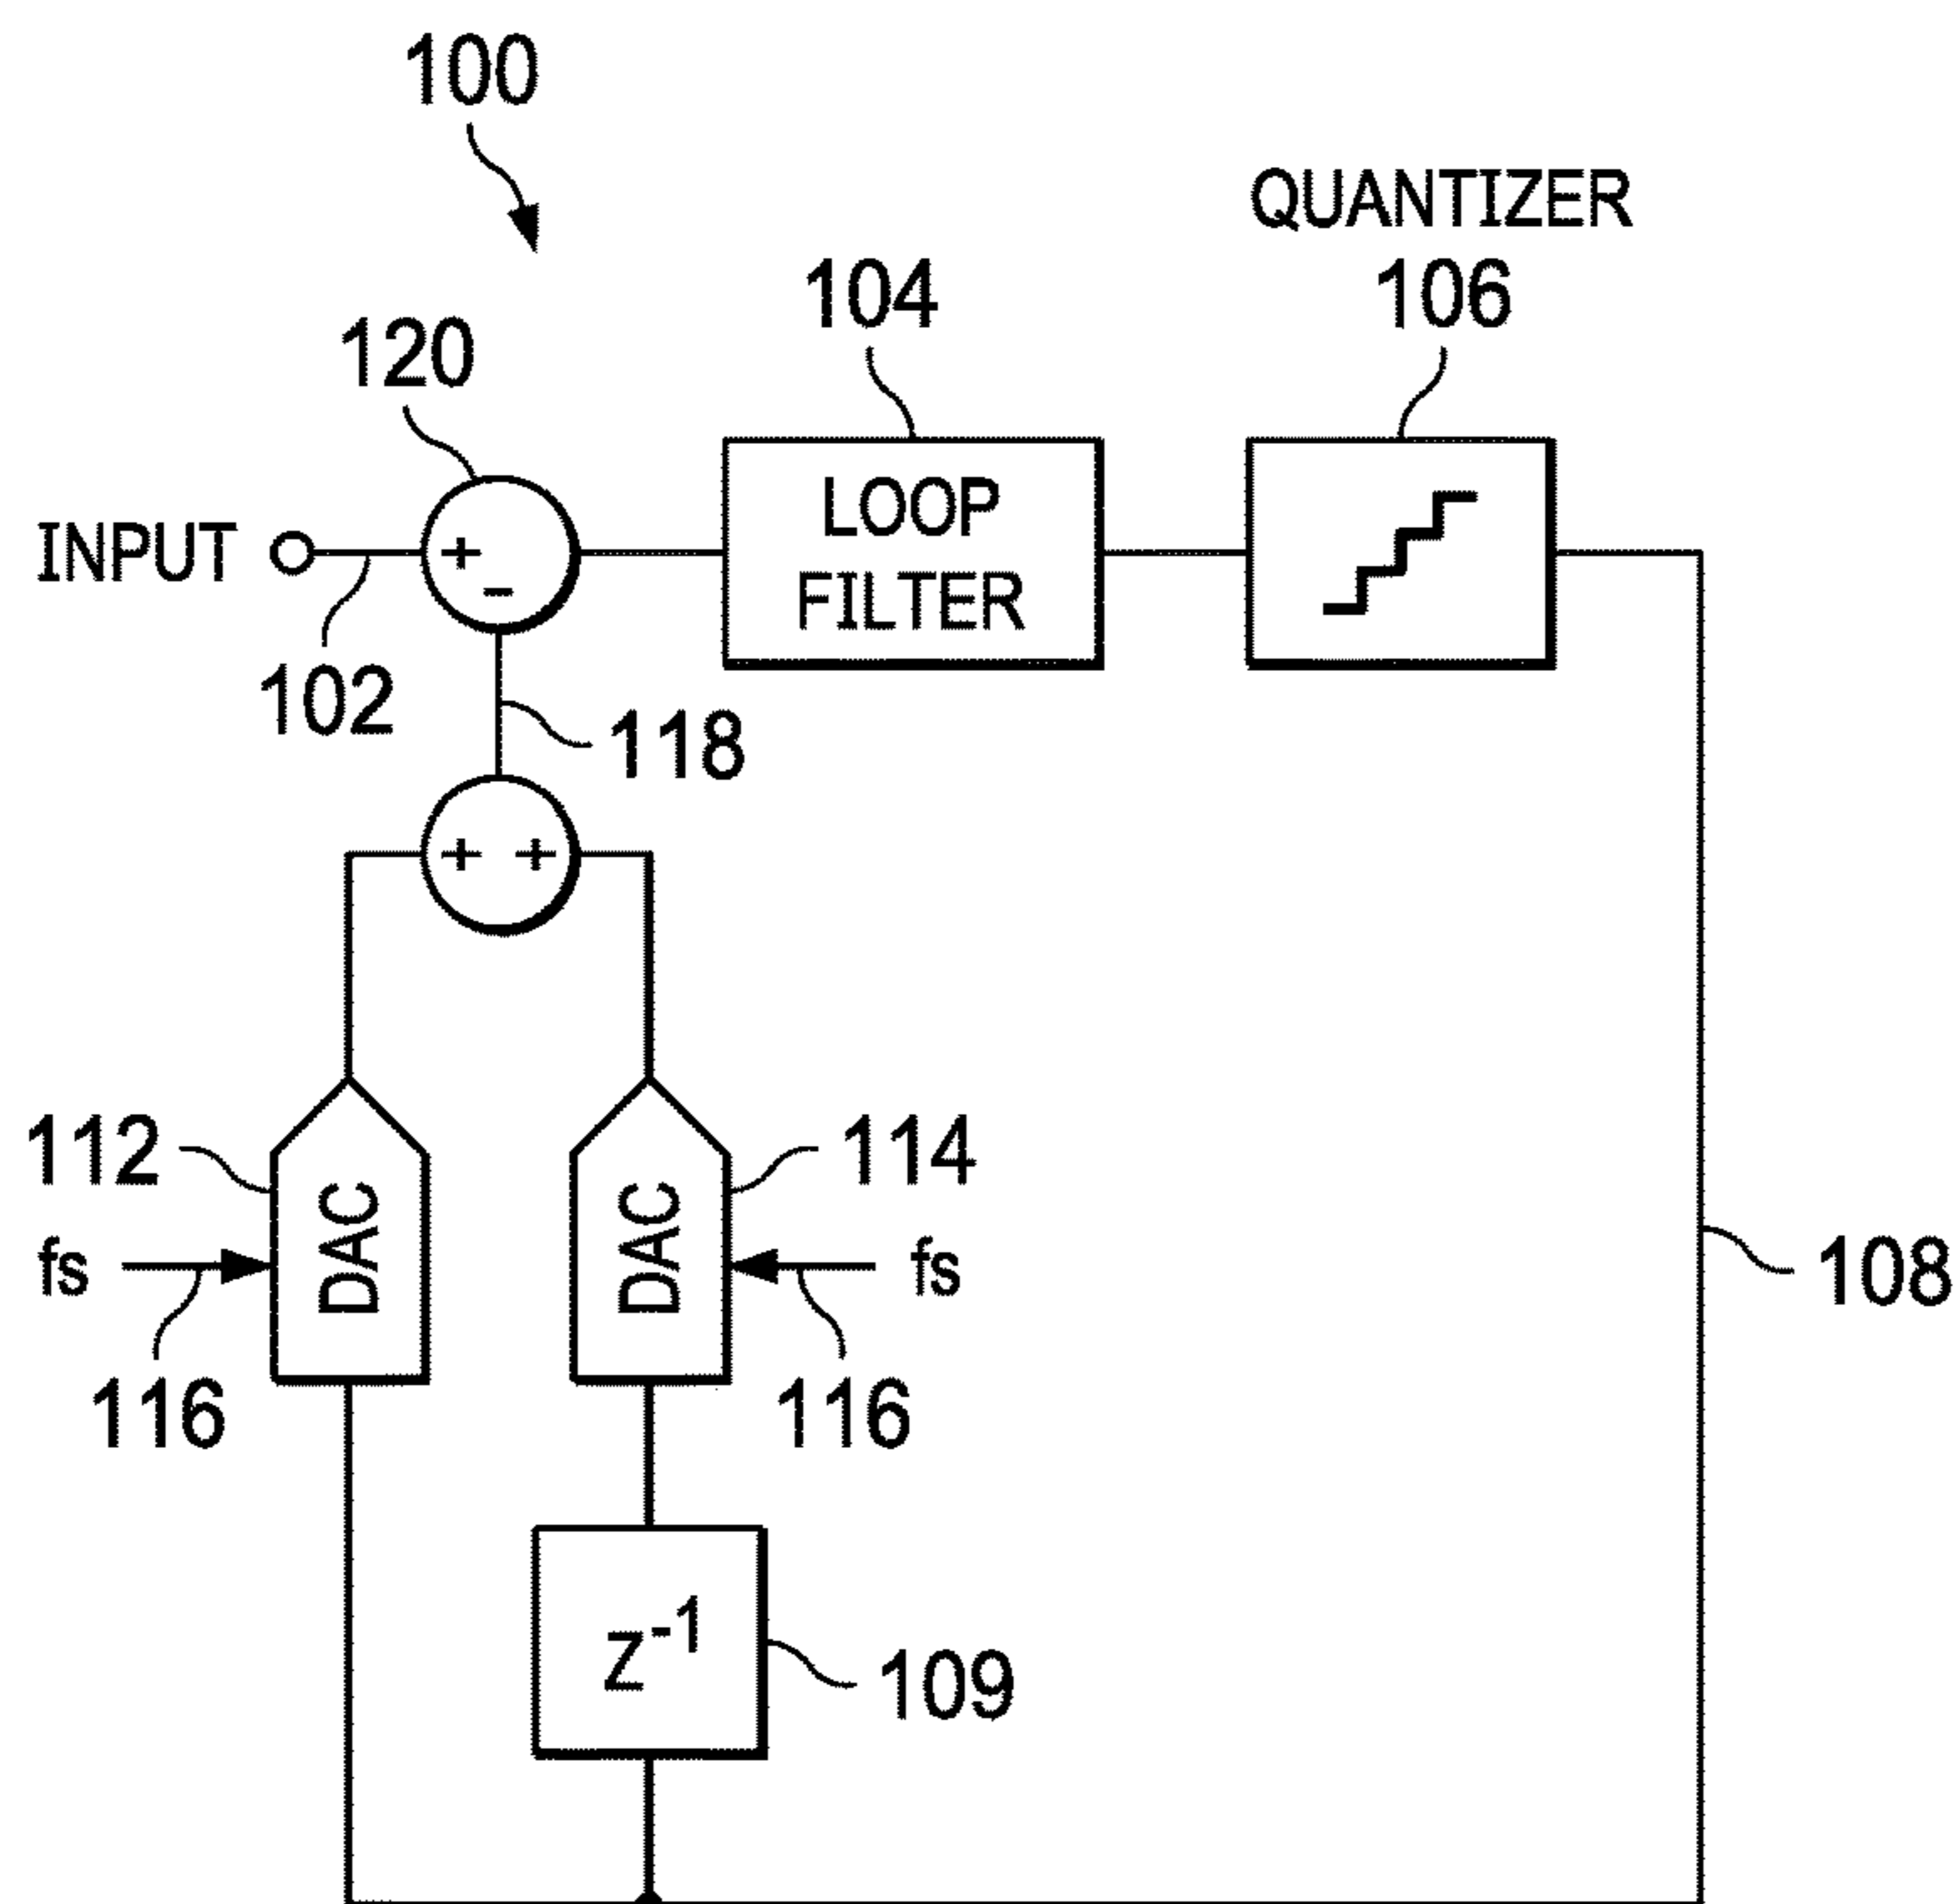 100
QUANTIZER
104
106
120
LOOP
FILTER
INPUT
+
-
102
118
+ +
112
114
DAC
DAC
fs
fs
108
116
116
Z-1
109